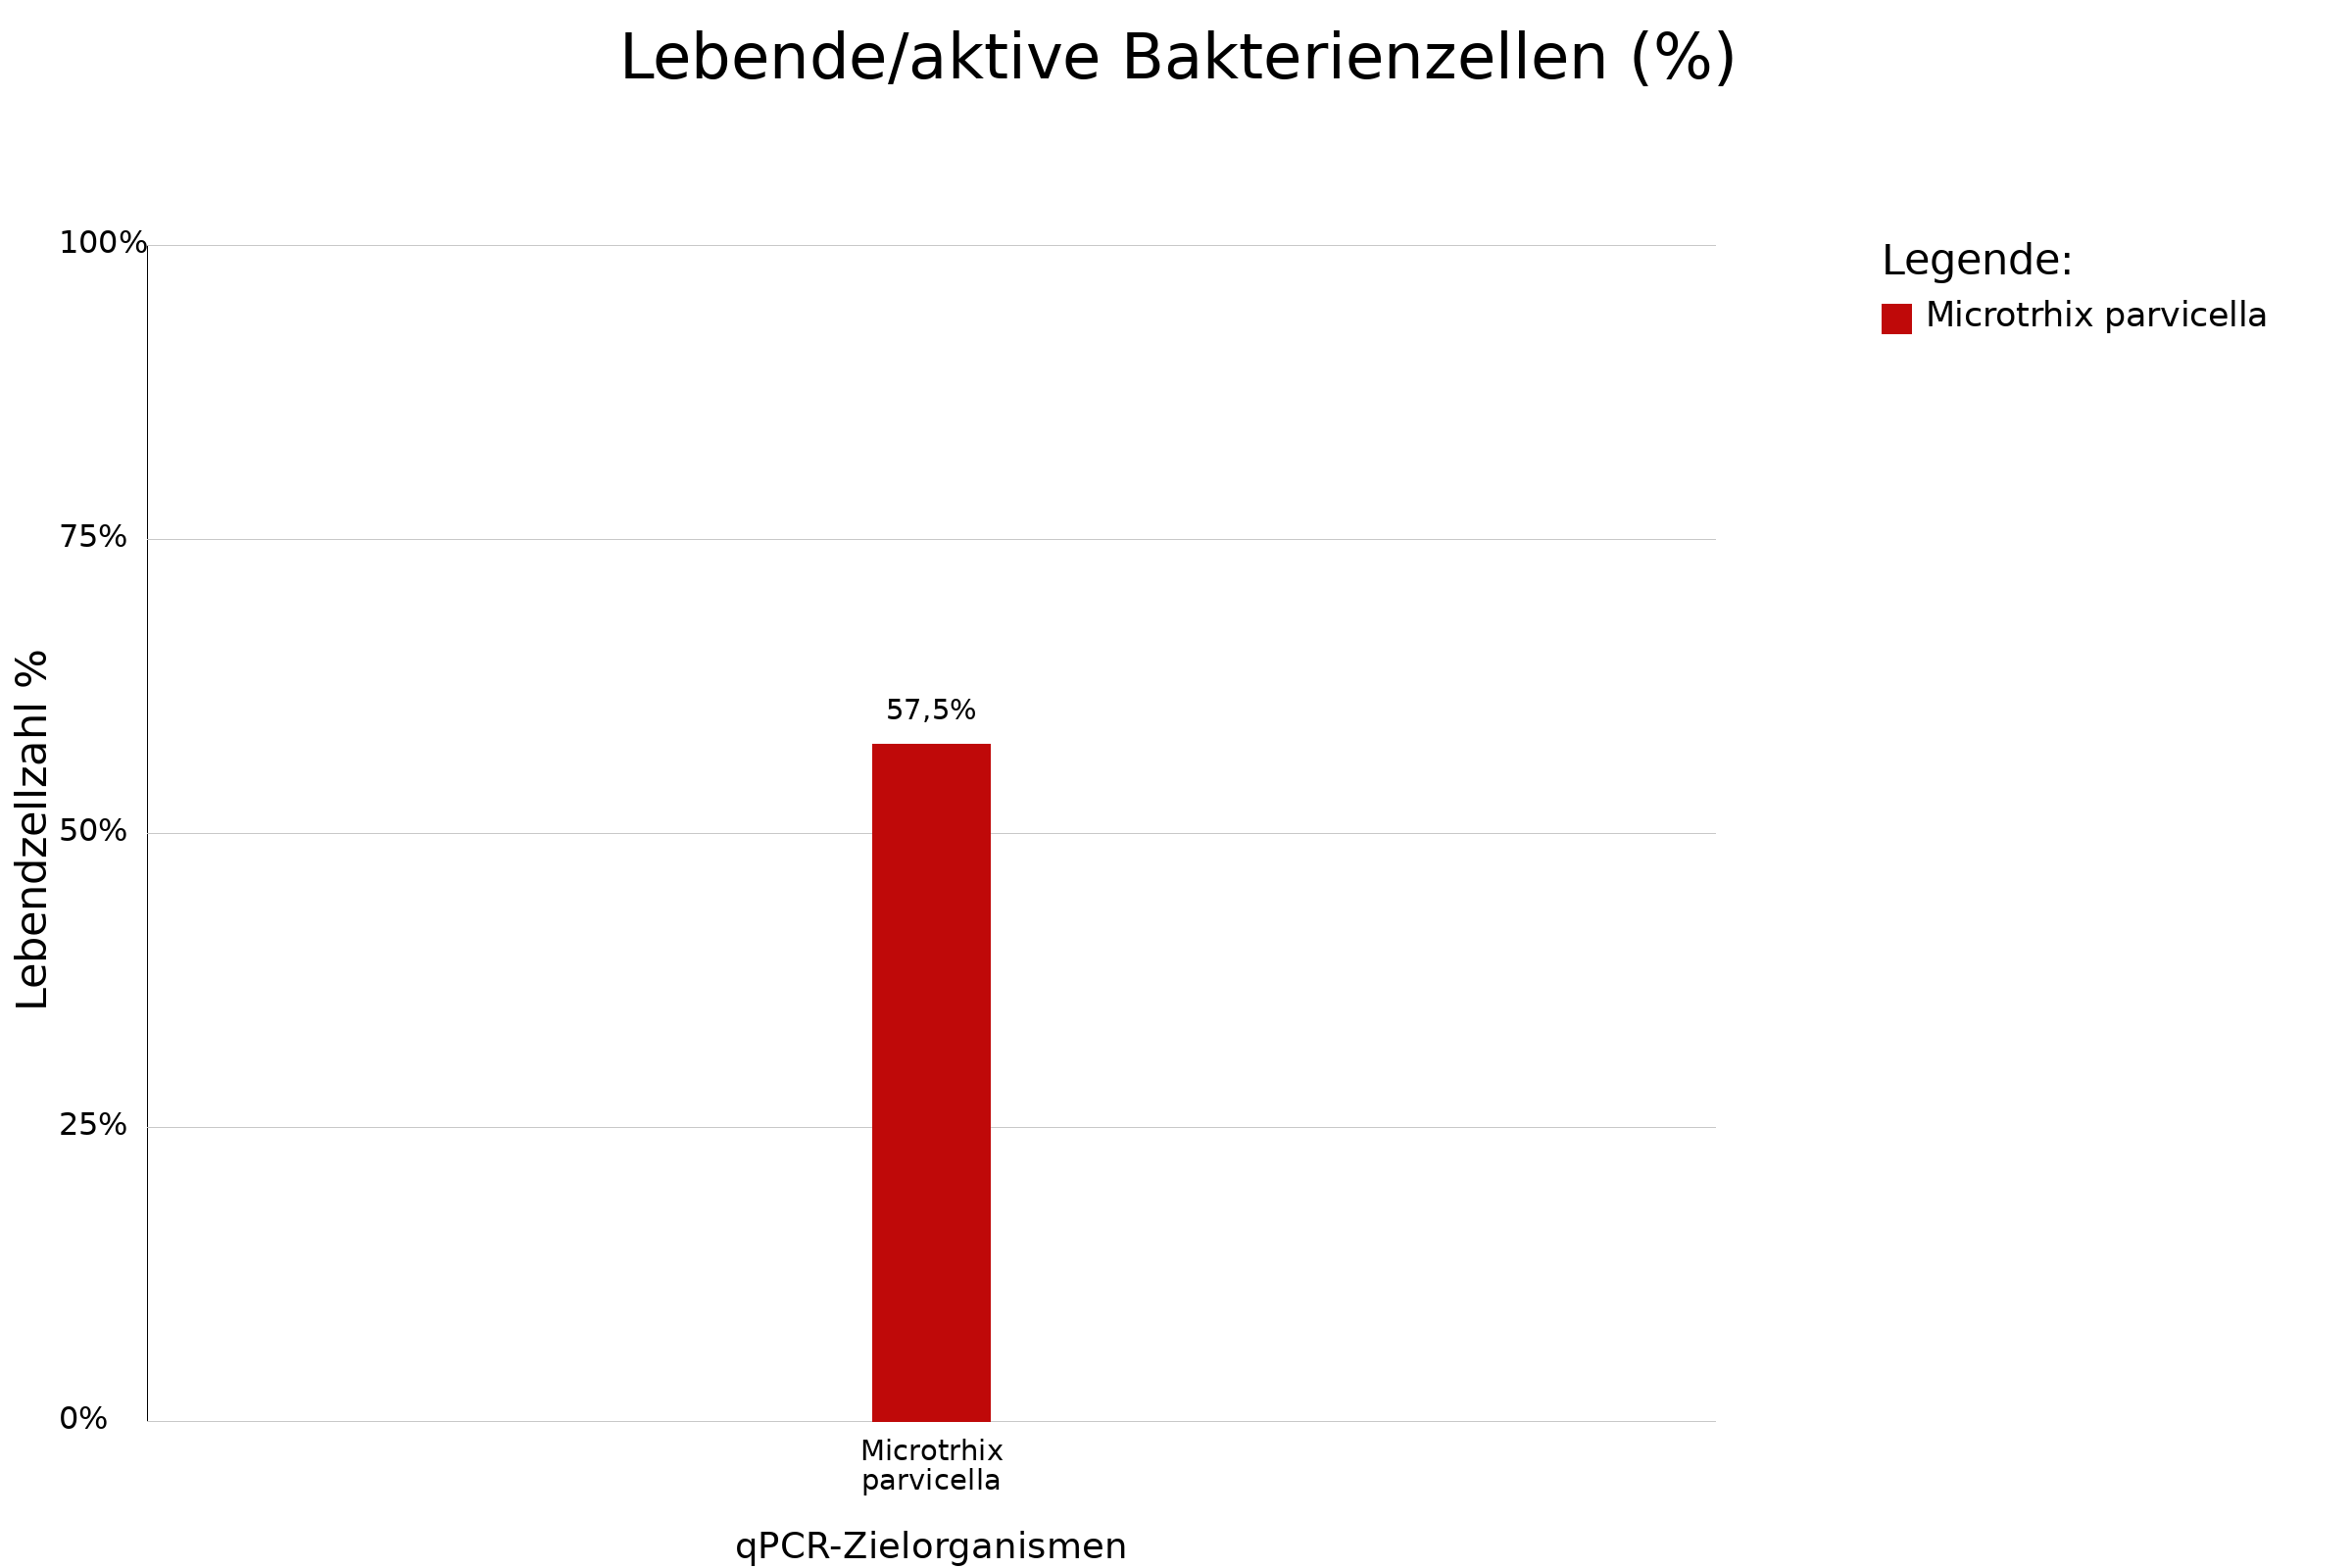 Lebende/aktive Bakterienzellen (%)
100%
75%
50%
25%
0%
Lebendzellzahl %
57,5%
Microtrhix
parvicella
qPCR-Zielorganismen
Legende:
Microtrhix parvicella